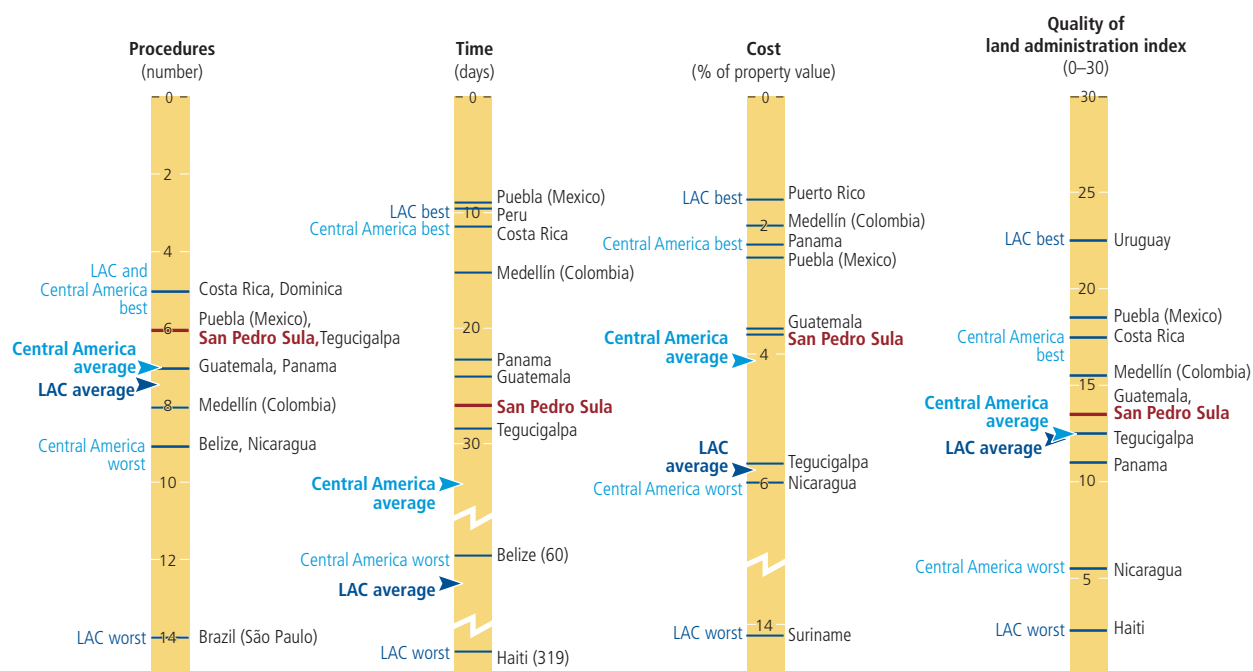 Procedures
(number)
0
2
4
6
8
10
12
14
LAC and
Central America
best
Costa Rica, Dominica
Puebla (Mexico),
San Pedro Sula, Tegucigalpa
Central America
average
Guatemala, Panama
LAC average
Medellín (Colombia)
Central America
worst
Belize, Nicaragua
LAC worst
Brazil (São Paulo)
Time
(days)
0
10
20
30
Puebla (Mexico)
LAC best
Peru
Central America best
Costa Rica
Medellín (Colombia)
Panama
Guatemala
San Pedro Sula
Tegucigalpa
Central America
average
Central America worst
Belize (60)
LAC average
LAC worst
Haiti (319)
Cost
(% of property value)
0
2
4
6
14
LAC best
Puerto Rico
Medellín (Colombia)
Central America best
Panama
Puebla (Mexico)
Guatemala
San Pedro Sula
Central America
average
LAC
average
Tegucigalpa
Central America worst
Nicaragua
LAC worst
Suriname
Quality of
land administration index
(0–30)
30
25
20
15
10
5
LAC best
Uruguay
Puebla (Mexico)
Central America
best
Costa Rica
Medellín (Colombia)
Guatemala,
San Pedro Sula
Central America
average
LAC average
Tegucigalpa
Panama
Central America worst
Nicaragua
LAC worst
Haiti